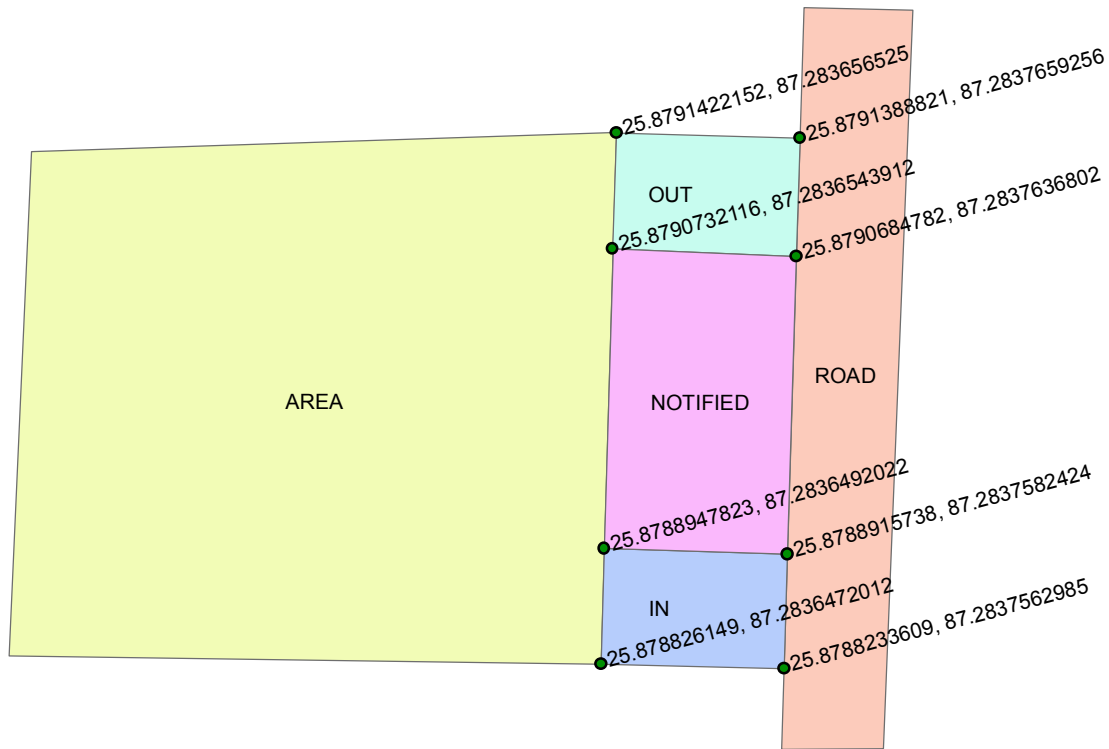 25.8791422152, 87.283656525
25.8791388821, 87.2837659256
OUT
25.8790732116, 87.2836543912
25.8790684782, 87.2837636802
ROAD
AREA
NOTIFIED
25.8788947823, 87.2836492022
25.8788915738, 87.2837582424
IN
25.878826149, 87.2836472012
25.8788233609, 87.2837562985